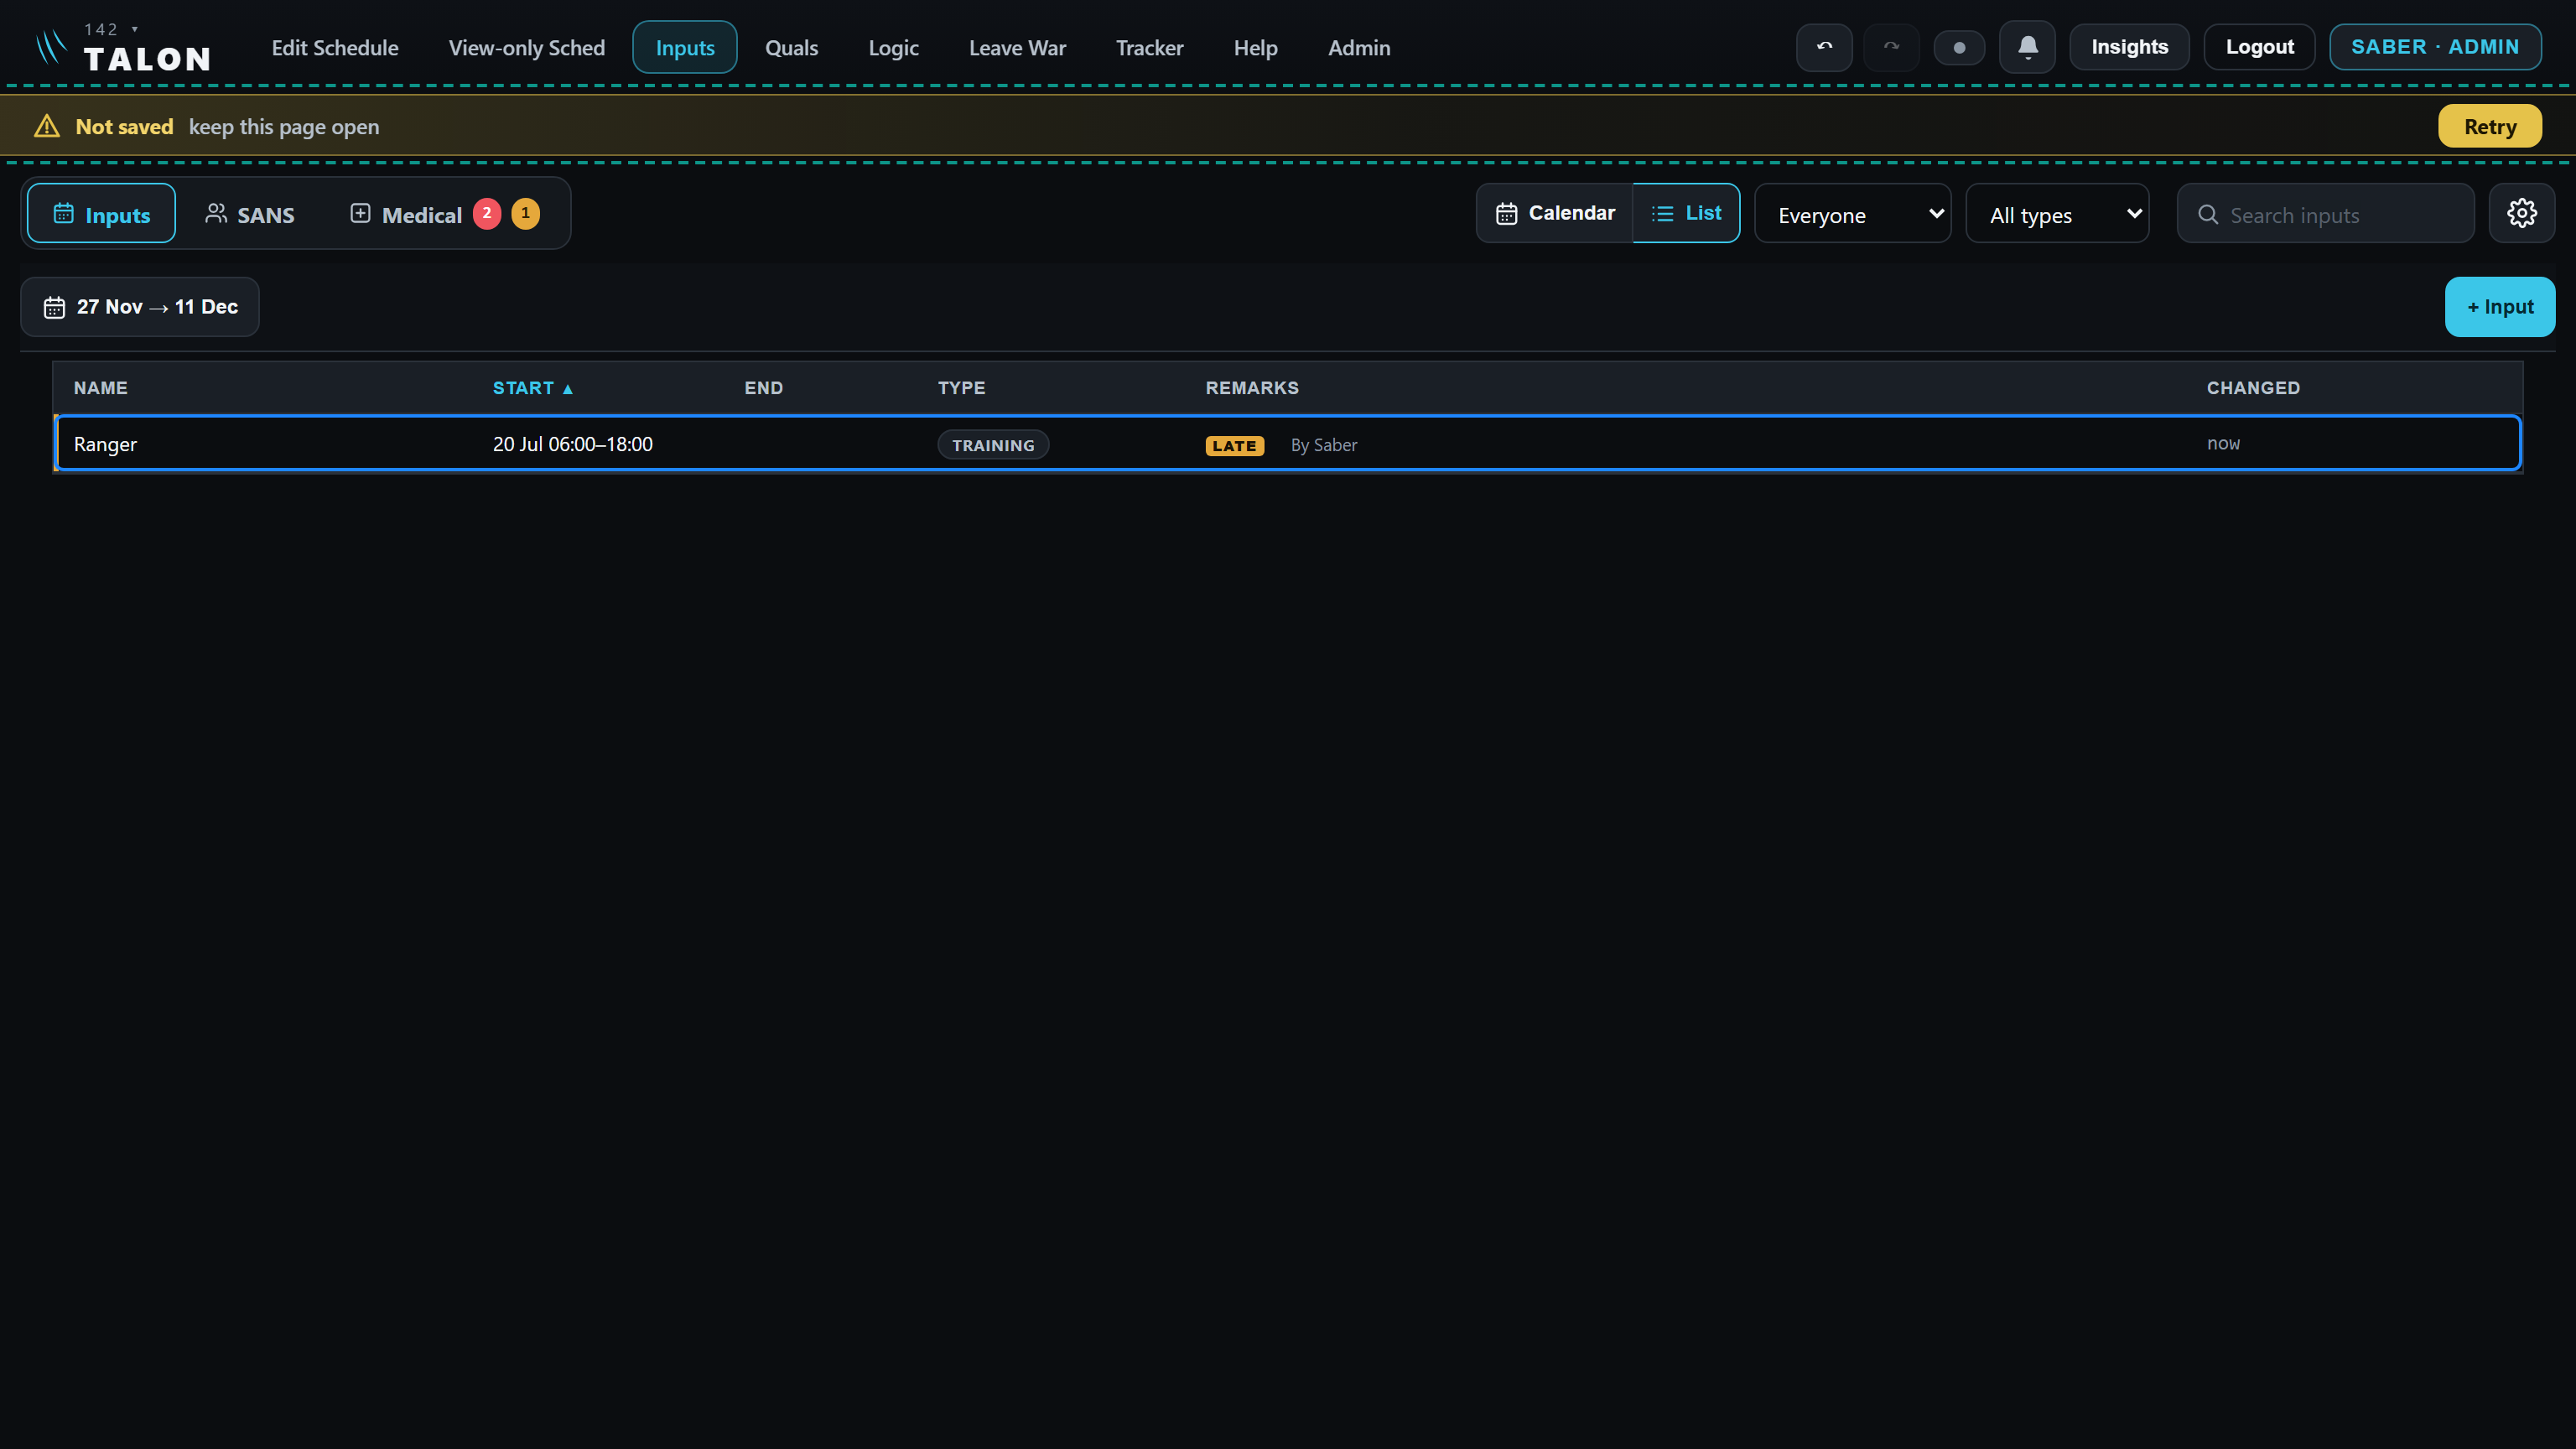 142 ▾
TALON
Edit Schedule View-only Sched Inputs Quals Logic Leave War Tracker Help Admin
Insights Logout SABER · ADMIN
Not saved keep this page open Retry
Inputs SANS Medical 2 1
Calendar List Everyone All types Search inputs
27 Nov → 11 Dec + Input
NAME START ▲ END TYPE REMARKS CHANGED
Ranger 20 Jul 06:00–18:00 TRAINING LATE By Saber now